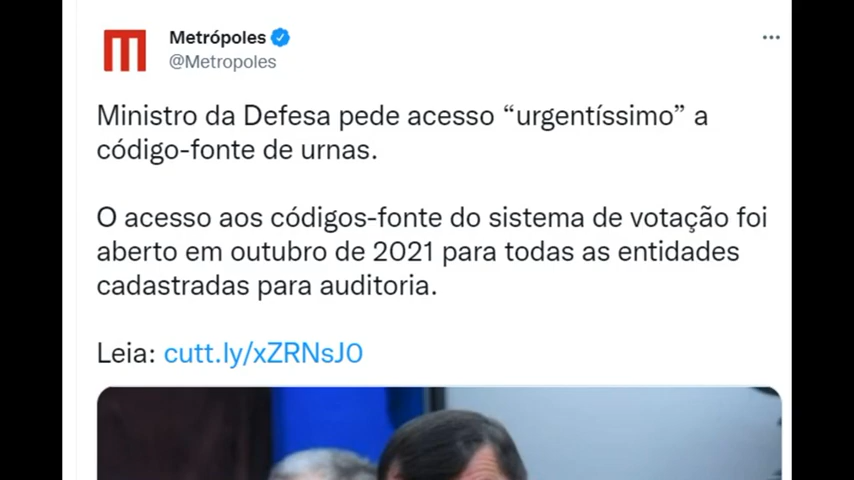 Metrópoles
@Metropoles
Ministro da Defesa pede acesso “urgentíssimo” a
código-fonte de urnas.
O acesso aos códigos-fonte do sistema de votação foi
aberto em outubro de 2021 para todas as entidades
cadastradas para auditoria.
Leia: cutt.ly/xZRNsJ0